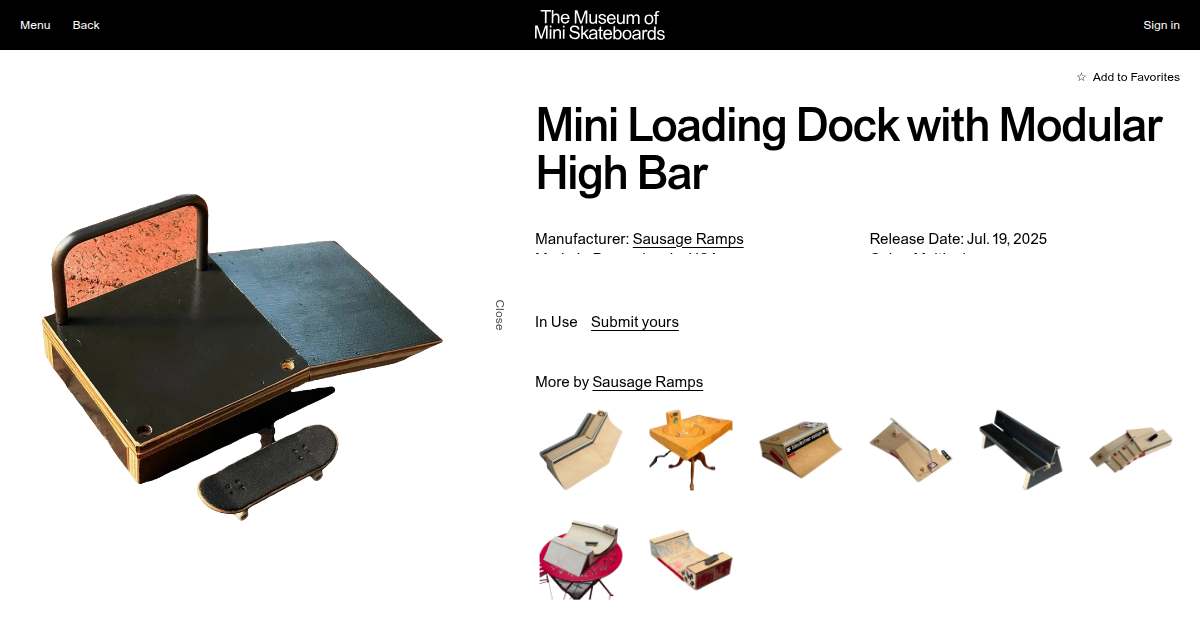 Menu
Back
The Museum of
Mini Skateboards
Sign in
☆ Add to Favorites
Mini Loading Dock with Modular
High Bar
Manufacturer: Sausage Ramps
Release Date: Jul. 19, 2025
Close
In Use
Submit yours
More by Sausage Ramps